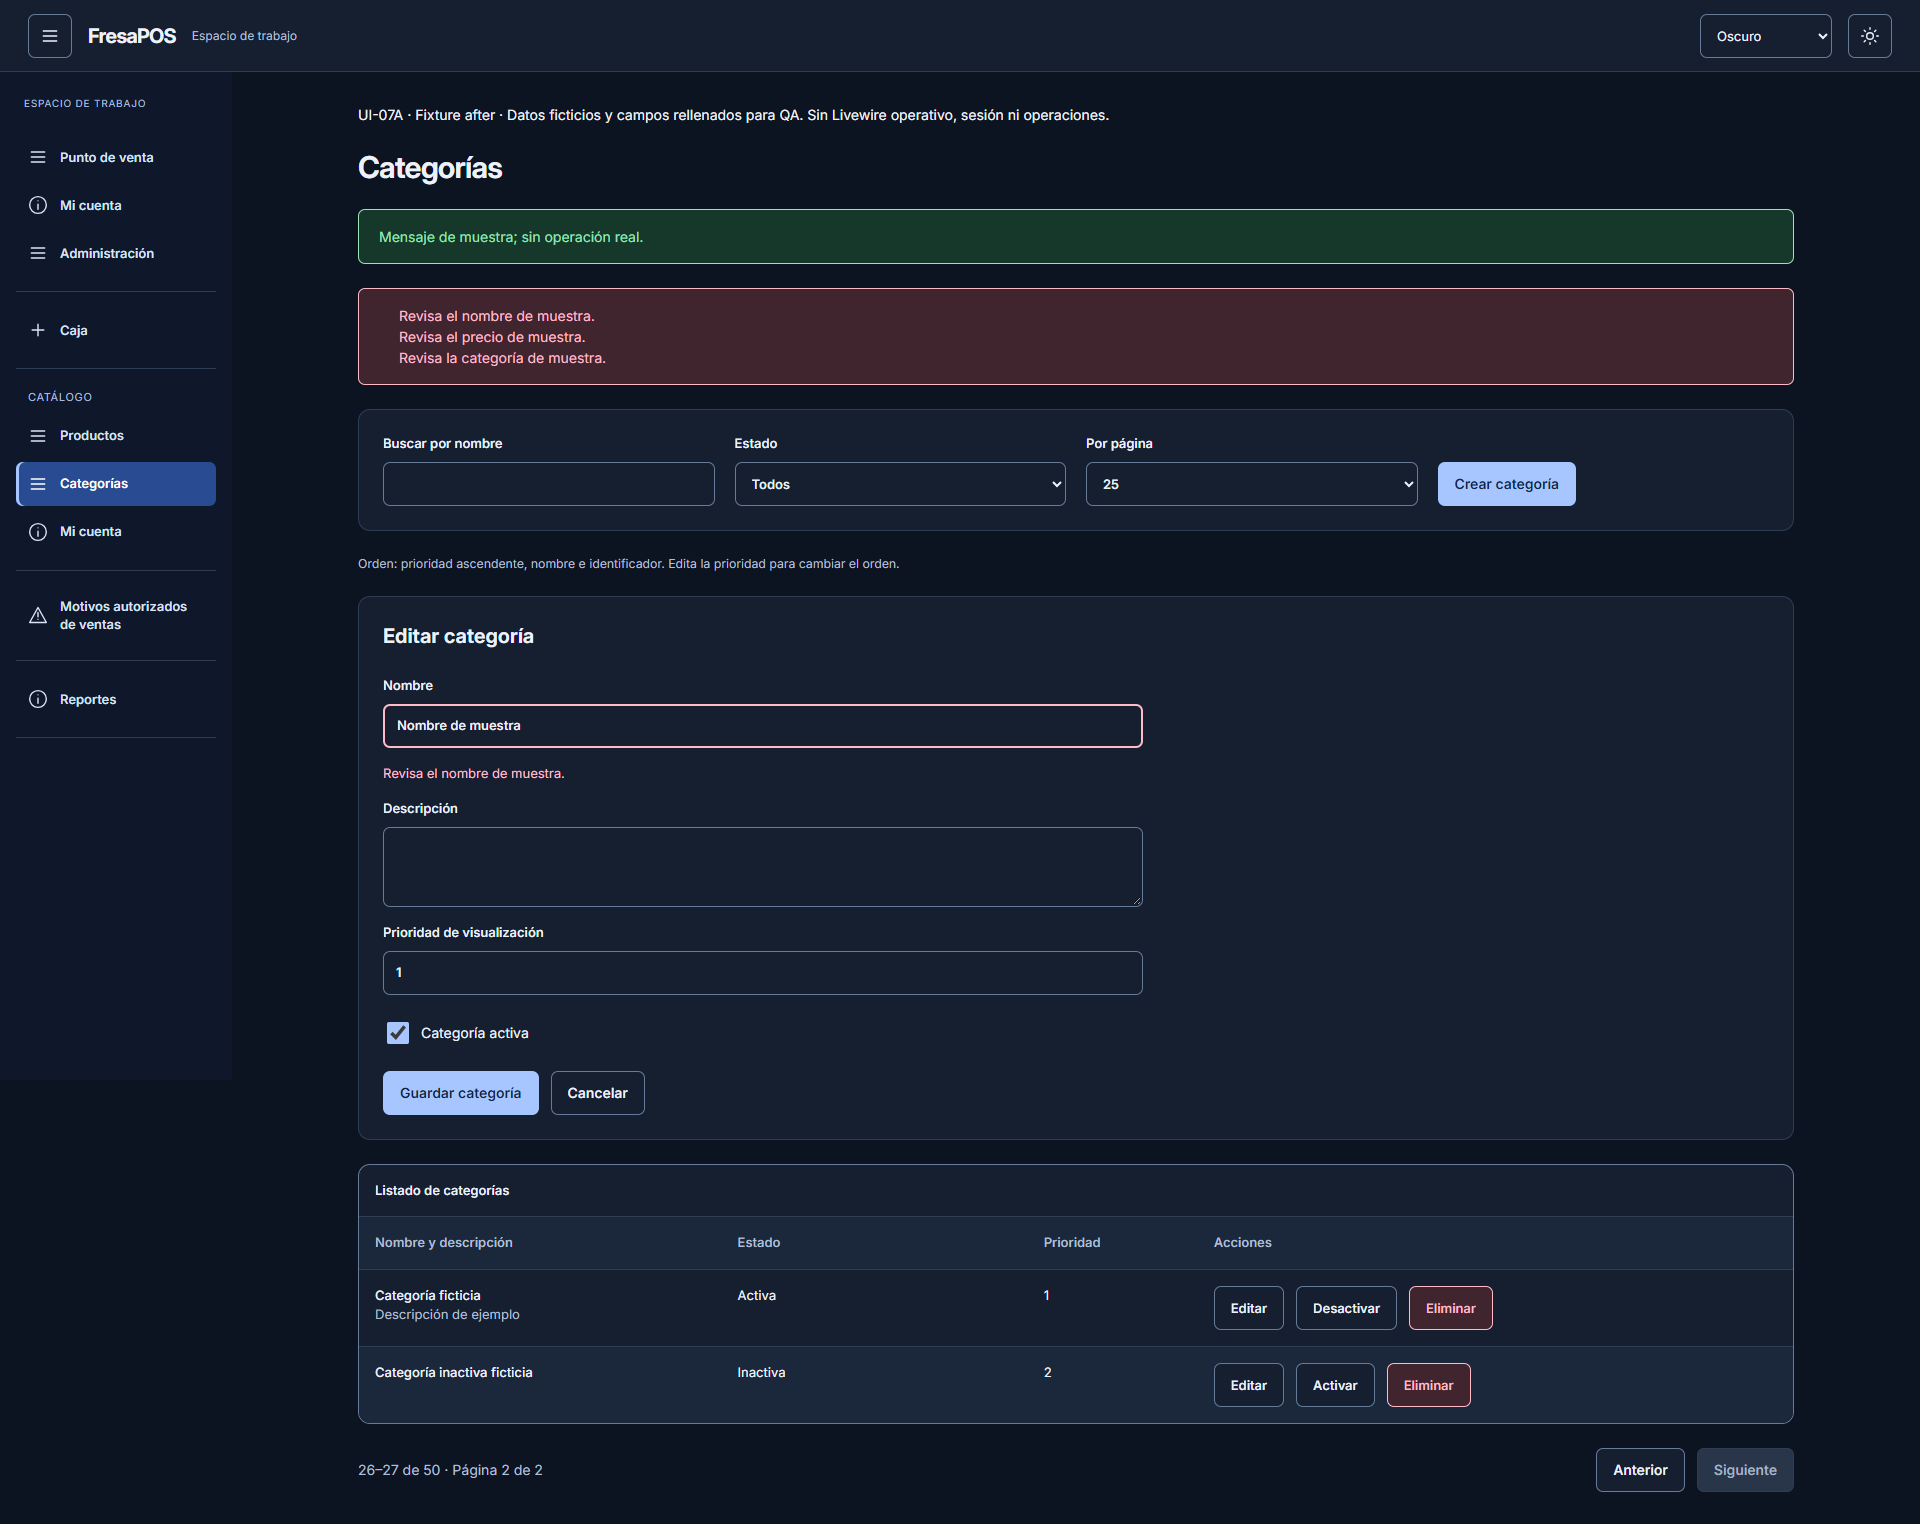 FresaPOS
Espacio de trabajo
Oscuro
ESPACIO DE TRABAJO
Punto de venta
Mi cuenta
Administración
Caja
CATÁLOGO
Productos
Categorías
Mi cuenta
Motivos autorizados
de ventas
Reportes
UI-07A · Fixture after · Datos ficticios y campos rellenados para QA. Sin Livewire operativo, sesión ni operaciones.
Categorías
Mensaje de muestra; sin operación real.
Revisa el nombre de muestra.
Revisa el precio de muestra.
Revisa la categoría de muestra.
Buscar por nombre
Estado
Por página
Todos
25
Crear categoría
Orden: prioridad ascendente, nombre e identificador. Edita la prioridad para cambiar el orden.
Editar categoría
Nombre
Nombre de muestra
Revisa el nombre de muestra.
Descripción
Prioridad de visualización
1
Categoría activa
Guardar categoría
Cancelar
Listado de categorías
Nombre y descripción
Estado
Prioridad
Acciones
Categoría ficticia
Descripción de ejemplo
Activa
1
Editar
Desactivar
Eliminar
Categoría inactiva ficticia
Inactiva
2
Editar
Activar
Eliminar
26–27 de 50 · Página 2 de 2
Anterior
Siguiente